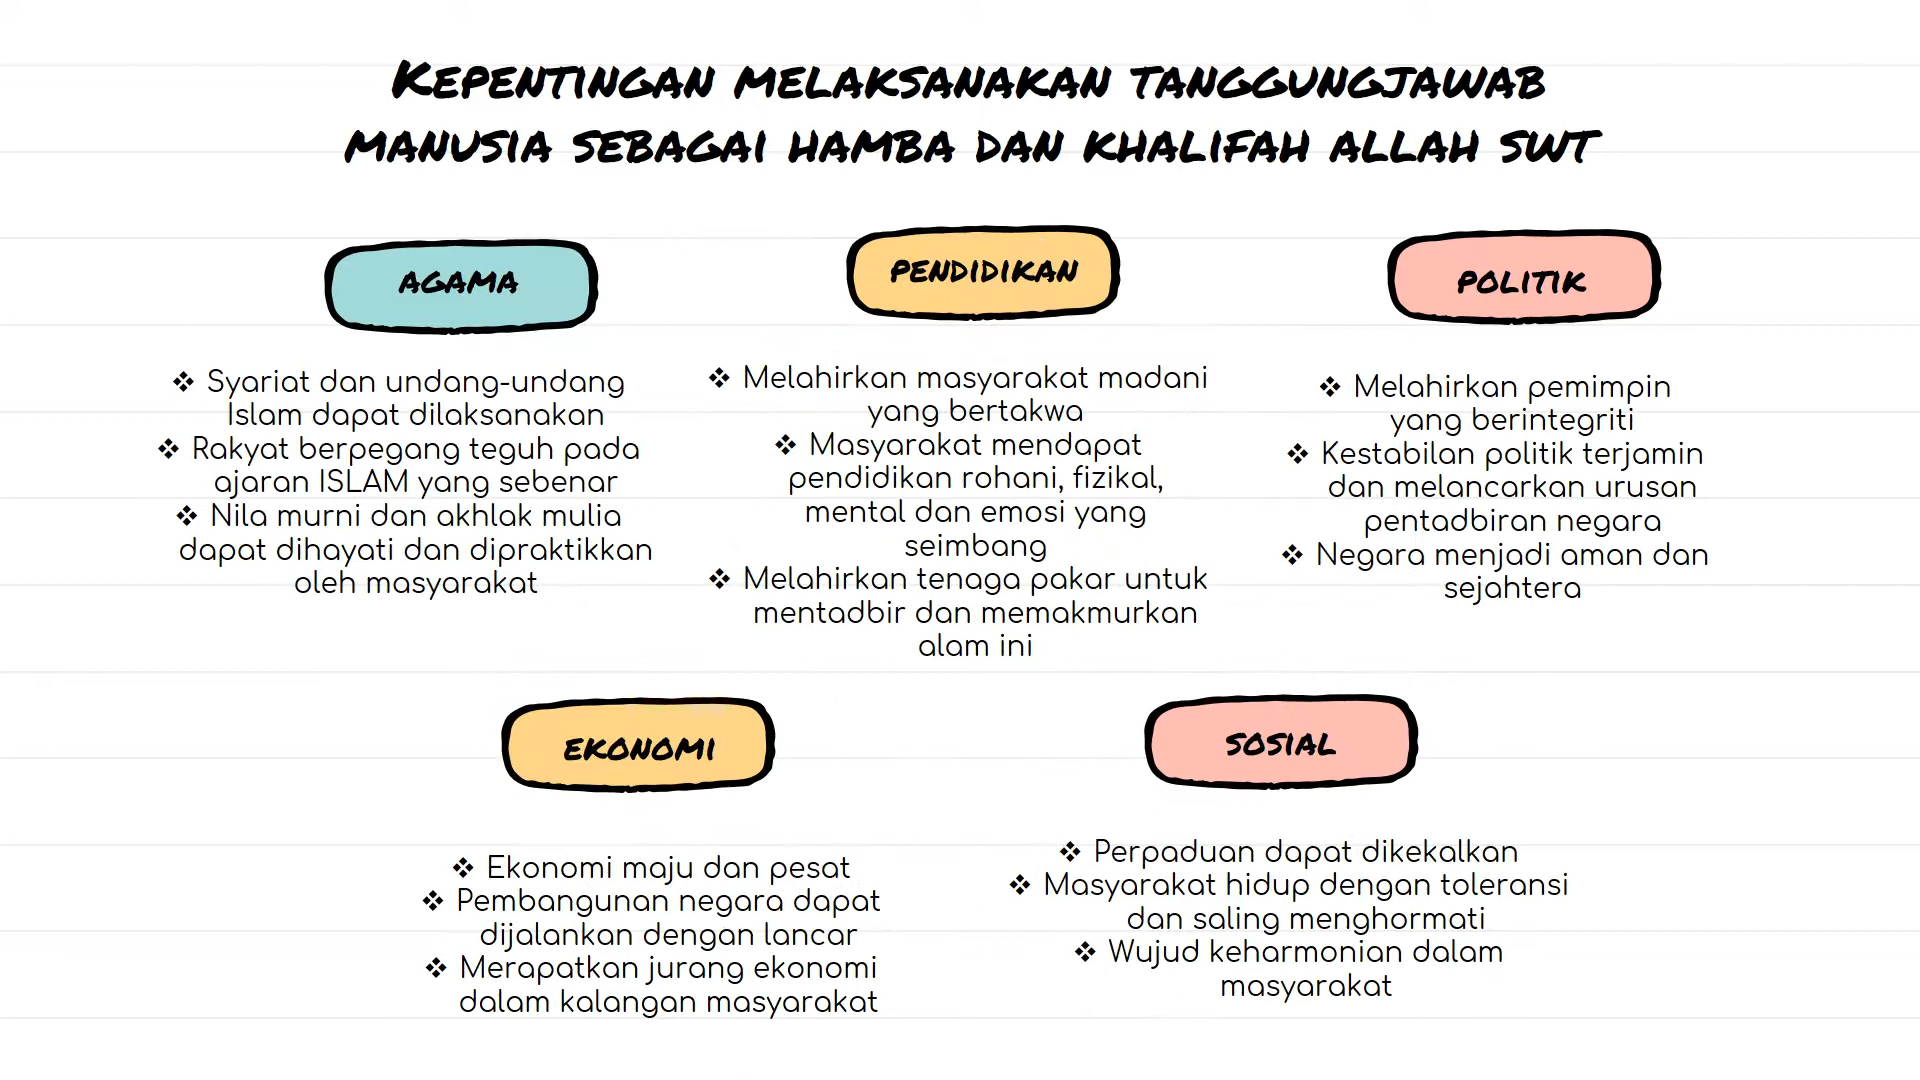 KEPENTINGAN MELAKSANAKAN TANGGUNGJAWAB
MANUSIA SEBAGAI HAMBA DAN KHALIFAH ALLAH SWT
AGAMA
❖ Syariat dan undang-undang
Islam dapat dilaksanakan
❖ Rakyat berpegang teguh pada
ajaran ISLAM yang sebenar
❖ Nila murni dan akhlak mulia
dapat dihayati dan dipraktikkan
oleh masyarakat
PENDIDIKAN
❖ Melahirkan masyarakat madani
yang bertakwa
❖ Masyarakat mendapat
pendidikan rohani, fizikal,
mental dan emosi yang
seimbang
❖ Melahirkan tenaga pakar untuk
mentadbir dan memakmurkan
alam ini
POLITIK
❖ Melahirkan pemimpin
yang berintegriti
❖ Kestabilan politik terjamin
dan melancarkan urusan
pentadbiran negara
❖ Negara menjadi aman dan
sejahtera
EKONOMI
❖ Ekonomi maju dan pesat
❖ Pembangunan negara dapat
dijalankan dengan lancar
❖ Merapatkan jurang ekonomi
dalam kalangan masyarakat
SOSIAL
❖ Perpaduan dapat dikekalkan
❖ Masyarakat hidup dengan toleransi
dan saling menghormati
❖ Wujud keharmonian dalam
masyarakat